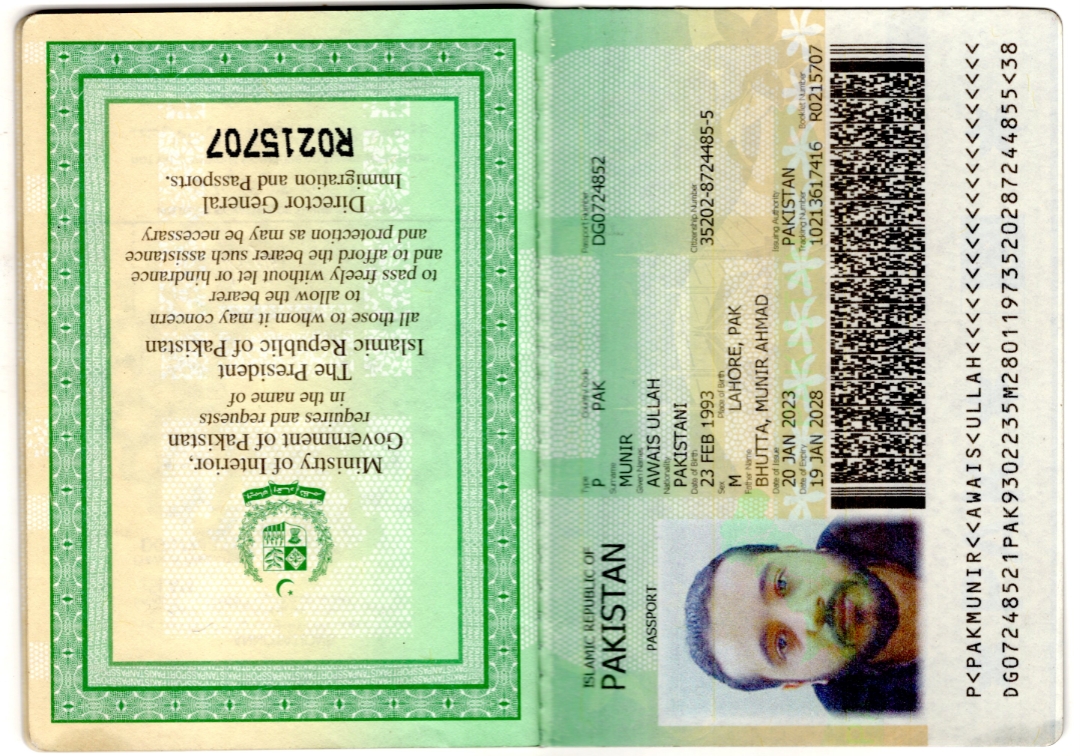 Ministry of Interior,
Government of Pakistan
requires and requests
in the name of
The President
Islamic Republic of Pakistan
all those to whom it may concern
to allow the bearer
to pass freely without let or hindrance
and to afford the bearer such assistance
and protection as may be necessary
Director General
Immigration and Passports.
R0215707
ISLAMIC REPUBLIC OF
PAKISTAN
PASSPORT
Type Country Code Passport Number
P PAK DG0724852
Surname
MUNIR
Given Names
AWAIS ULLAH
Nationality
PAKISTANI
Date of Birth Citizenship Number
23 FEB 1993 35202-8724485-5
Sex Place of Birth
M LAHORE, PAK
Father Name
BHUTTA, MUNIR AHMAD
Date of Issue Issuing Authority
20 JAN 2023 PAKISTAN
Date of Expiry Tracking Number Booklet Number
19 JAN 2028 10213617416 R0215707
P<PAKMUNIR<<AWAIS<ULLAH<<<<<<<<<<<<<<<<<<<<<
DG07248521PAK9302235M28011973520287244855<38